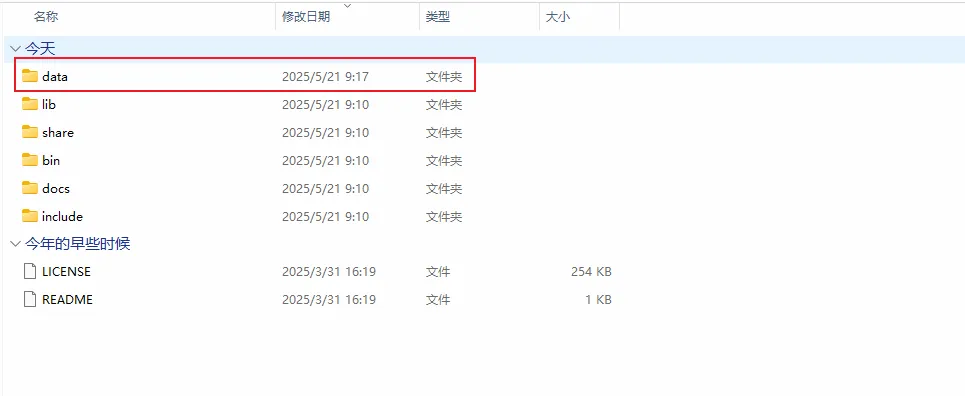 名称 修改日期 类型 大小
今天
data 2025/5/21 9:17 文件夹
lib 2025/5/21 9:10 文件夹
share 2025/5/21 9:10 文件夹
bin 2025/5/21 9:10 文件夹
docs 2025/5/21 9:10 文件夹
include 2025/5/21 9:10 文件夹
今年的早些时候
LICENSE 2025/3/31 16:19 文件 254 KB
README 2025/3/31 16:19 文件 1 KB